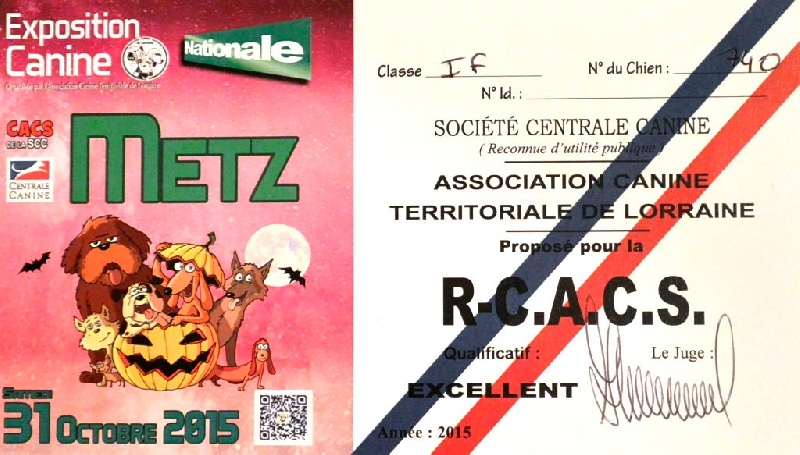 Exposition
Canine
Nationale
CACS
DE LA SCC
CENTRALE
CANINE
METZ
SAMEDI
31 OCTOBRE 2015
Classe IF N° du Chien : 740
N° Id. :
SOCIÉTÉ CENTRALE CANINE
( Reconnue d'utilité publique )
ASSOCIATION CANINE
TERRITORIALE DE LORRAINE
Proposé pour la
R-C.A.C.S.
Qualificatif : Le Juge :
EXCELLENT
Année : 2015